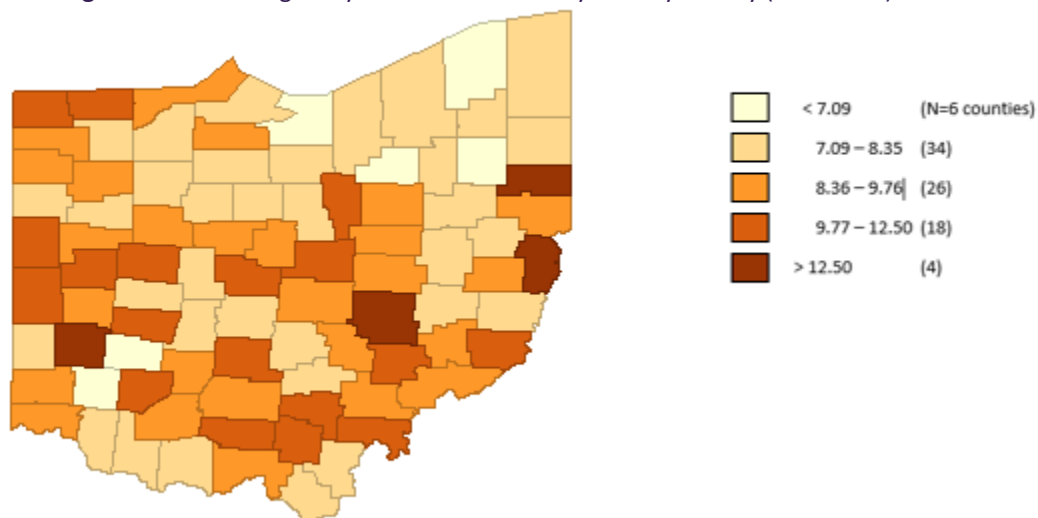 < 7.09 (N=6 counties)
7.09 – 8.35 (34)
8.36 – 9.76 (26)
9.77 – 12.50 (18)
> 12.50 (4)